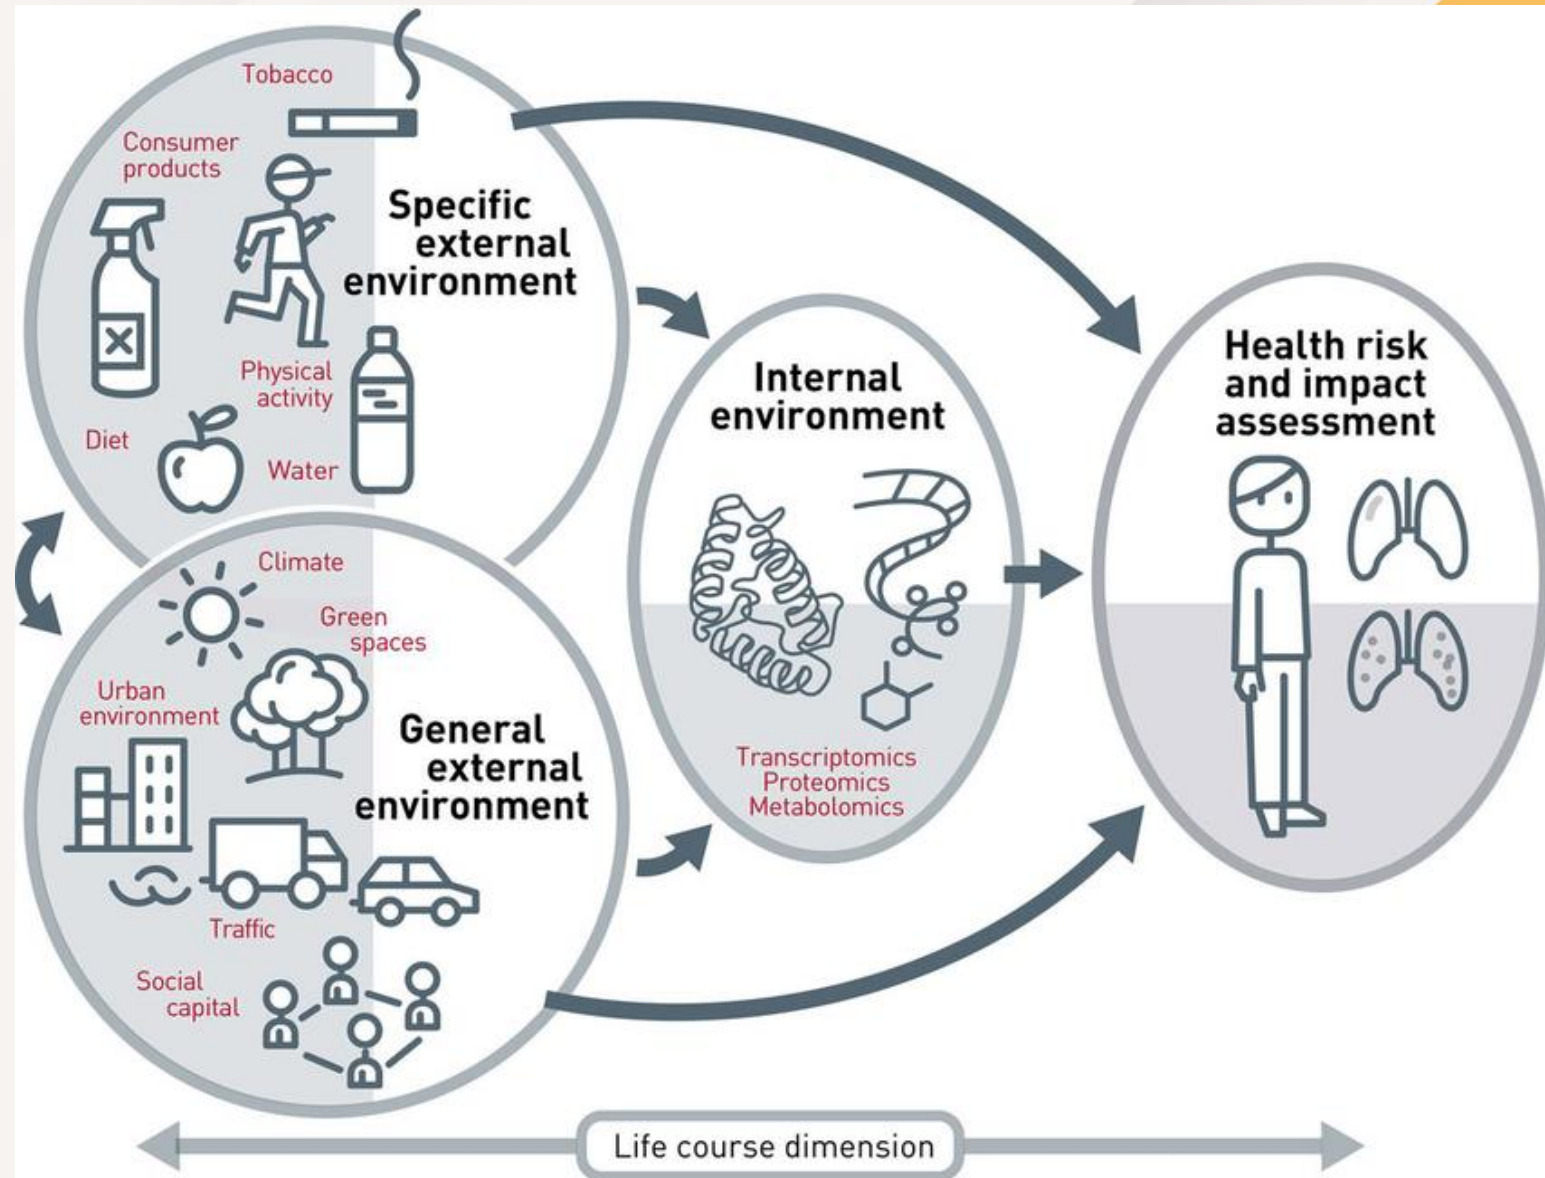 Tobacco
Consumer
products
Specific
external
environment
Physical
activity
Diet
Water
Climate
Green
spaces
Urban
environment
General
external
environment
Traffic
Social
capital
Internal
environment
Transcriptomics
Proteomics
Metabolomics
Health risk
and impact
assessment
Life course dimension